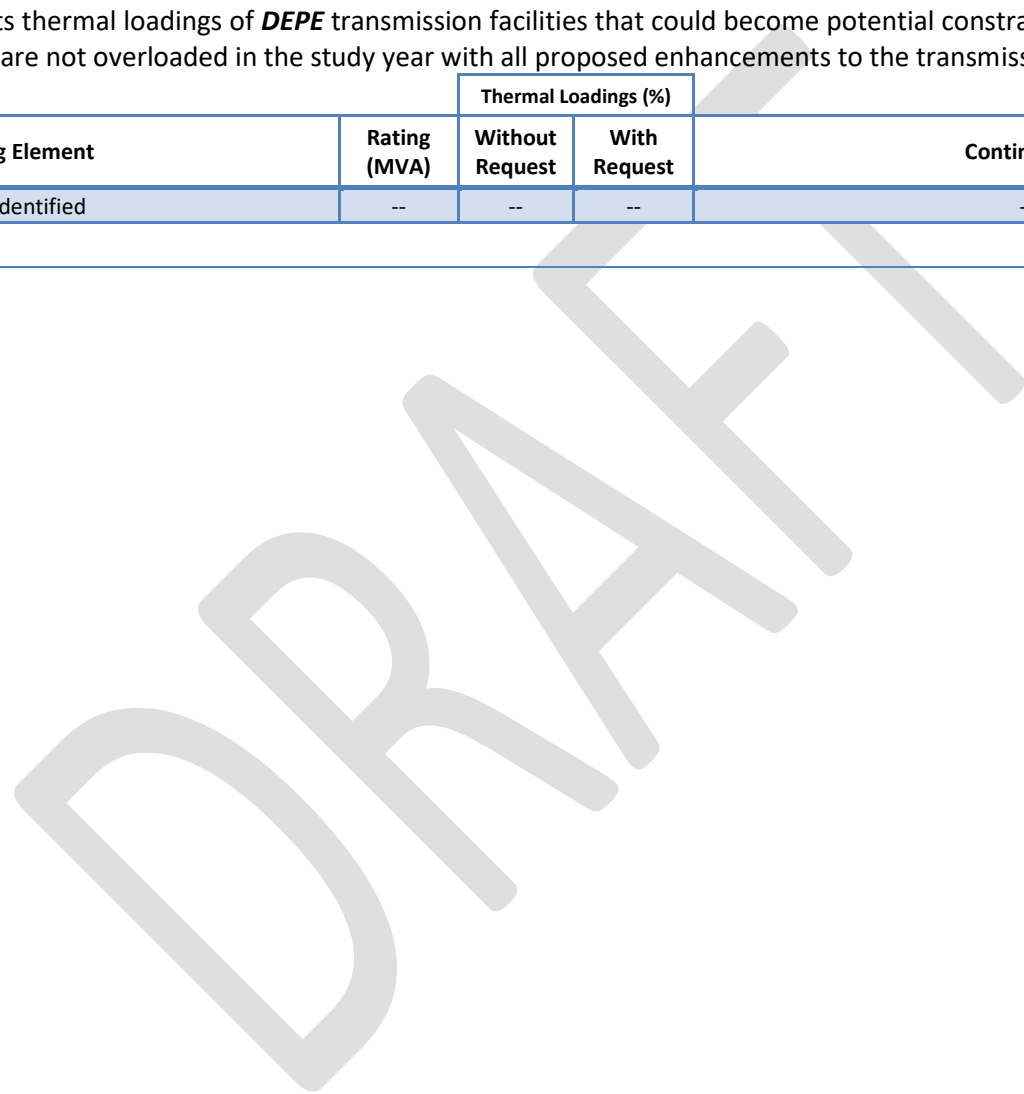 ts thermal loadings of DEPE transmission facilities that could become potential constra
are not overloaded in the study year with all proposed enhancements to the transmiss
Thermal Loadings (%)
g Element Rating (MVA) Without Request With Request Contin
dentified -- -- -- -
DRAFT